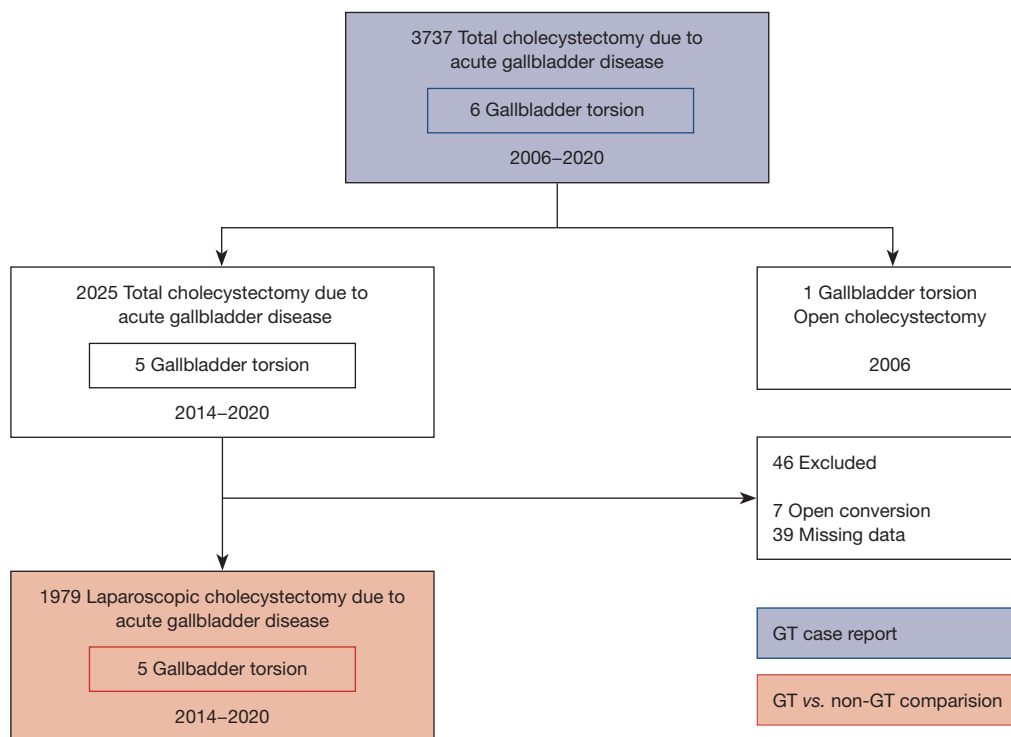 3737 Total cholecystectomy due to
acute gallbladder disease
6 Gallbladder torsion
2006–2020
2025 Total cholecystectomy due to
acute gallbladder disease
5 Gallbladder torsion
2014–2020
1 Gallbladder torsion
Open cholecystectomy
2006
46 Excluded
7 Open conversion
39 Missing data
1979 Laparoscopic cholecystectomy due to
acute gallbladder disease
5 Gallbadder torsion
2014–2020
GT case report
GT vs. non-GT comparision